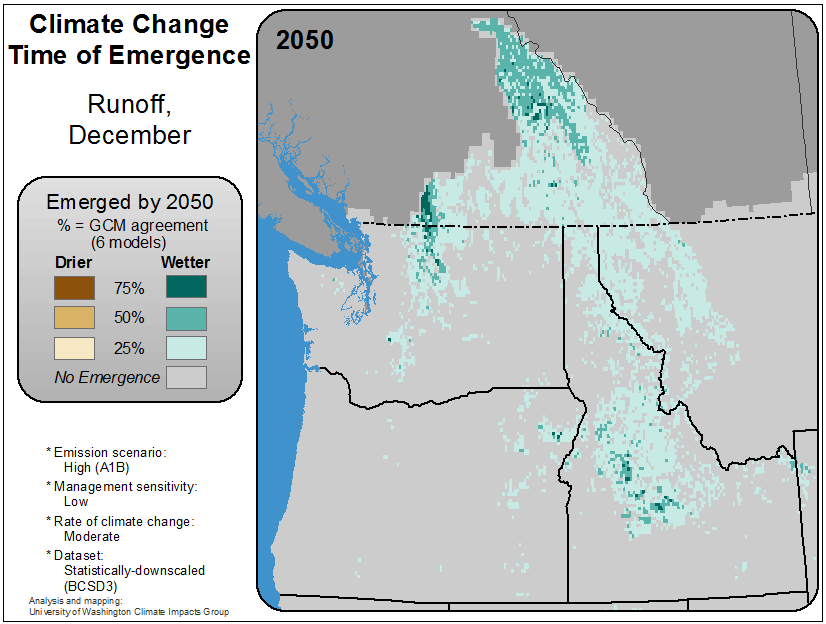 Climate Change
Time of Emergence
Runoff,
December
Emerged by 2050
% = GCM agreement
(6 models)
Drier Wetter
75%
50%
25%
No Emergence
* Emission scenario:
High (A1B)
* Management sensitivity:
Low
* Rate of climate change:
Moderate
* Dataset:
Statistically-downscaled
(BCSD3)
Analysis and mapping:
University of Washington Climate Impacts Group
2050